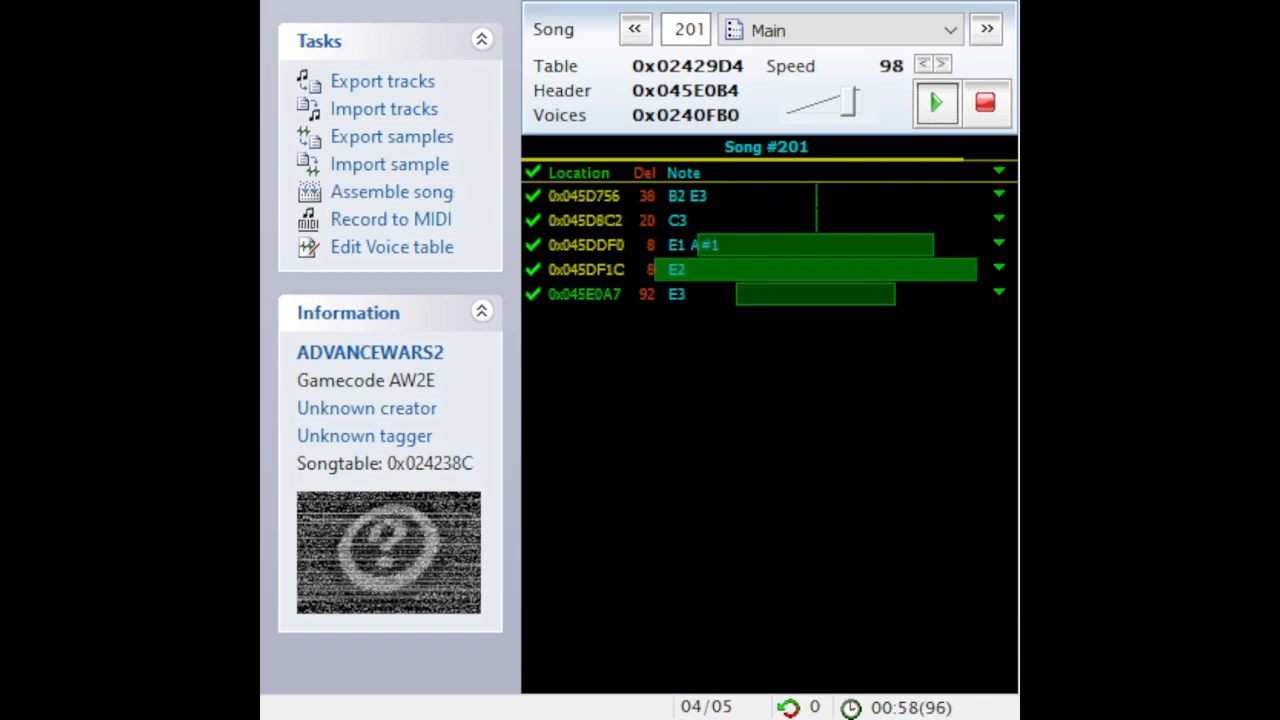 Tasks
Export tracks
Import tracks
Export samples
Import sample
Assemble song
Record to MIDI
Edit Voice table
Information
ADVANCEWARS2
Gamecode AW2E
Unknown creator
Unknown tagger
Songtable: 0x024238C
Song << 201 Main >>
Table 0x02429D4 Speed 98 < >
Header 0x045E0B4
Voices 0x0240FB0
Song #201
Location Del Note
0x045D756 38 B2 E3
0x045D8C2 20 C3
0x045DDF0 8 E1 A#1
0x045DF1C 8 E2
0x045E0A7 92 E3
04/05 0 00:58(96)